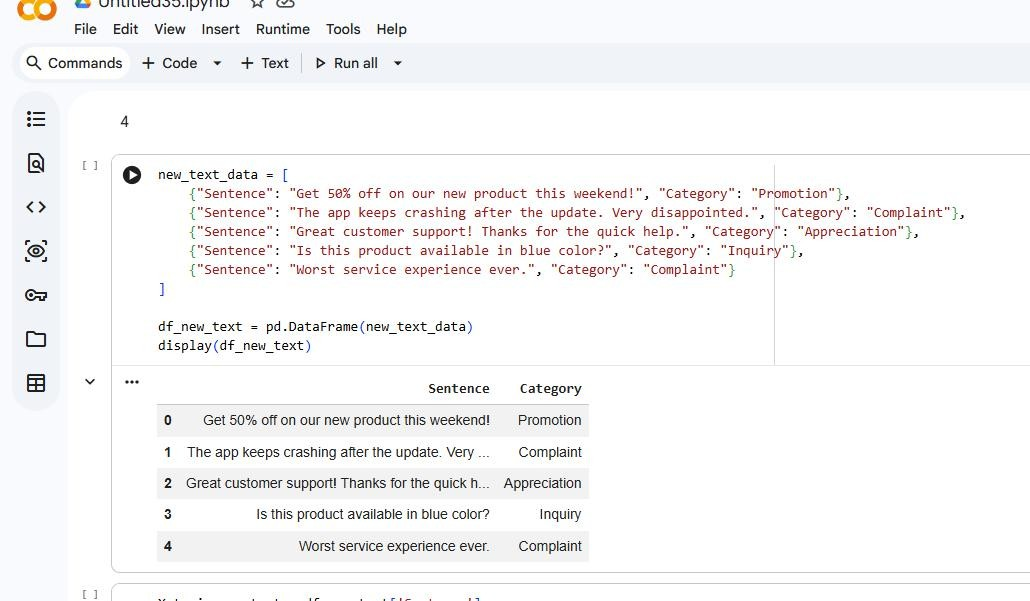 Untitled35.ipynb
File Edit View Insert Runtime Tools Help
Commands + Code + Text Run all
4
[ ]
new_text_data = [
{"Sentence": "Get 50% off on our new product this weekend!", "Category": "Promotion"},
{"Sentence": "The app keeps crashing after the update. Very disappointed.", "Category": "Complaint"},
{"Sentence": "Great customer support! Thanks for the quick help.", "Category": "Appreciation"},
{"Sentence": "Is this product available in blue color?", "Category": "Inquiry"},
{"Sentence": "Worst service experience ever.", "Category": "Complaint"}
]
df_new_text = pd.DataFrame(new_text_data)
display(df_new_text)
Sentence Category
0 Get 50% off on our new product this weekend! Promotion
1 The app keeps crashing after the update. Very ... Complaint
2 Great customer support! Thanks for the quick h... Appreciation
3 Is this product available in blue color? Inquiry
4 Worst service experience ever. Complaint
[ ]